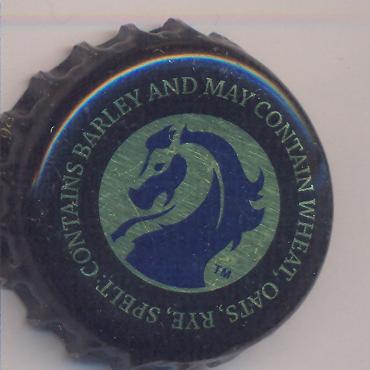 CONTAINS BARLEY AND MAY CONTAIN WHEAT, OATS, RYE, SPELT.
TM